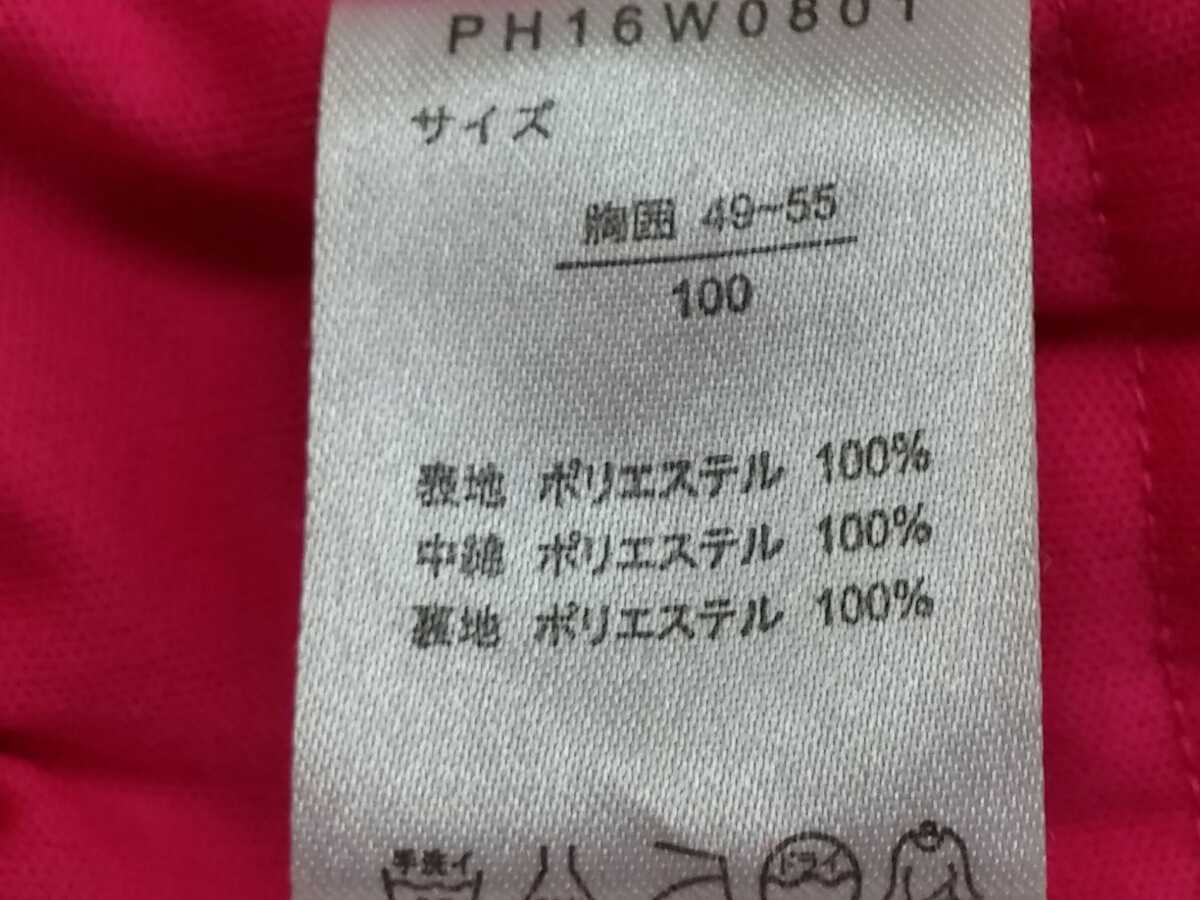 PH16W0801
サイズ
胸囲 49~55
100
表地 ポリエステル 100%
中綿 ポリエステル 100%
裏地 ポリエステル 100%
手洗イ
ドライ